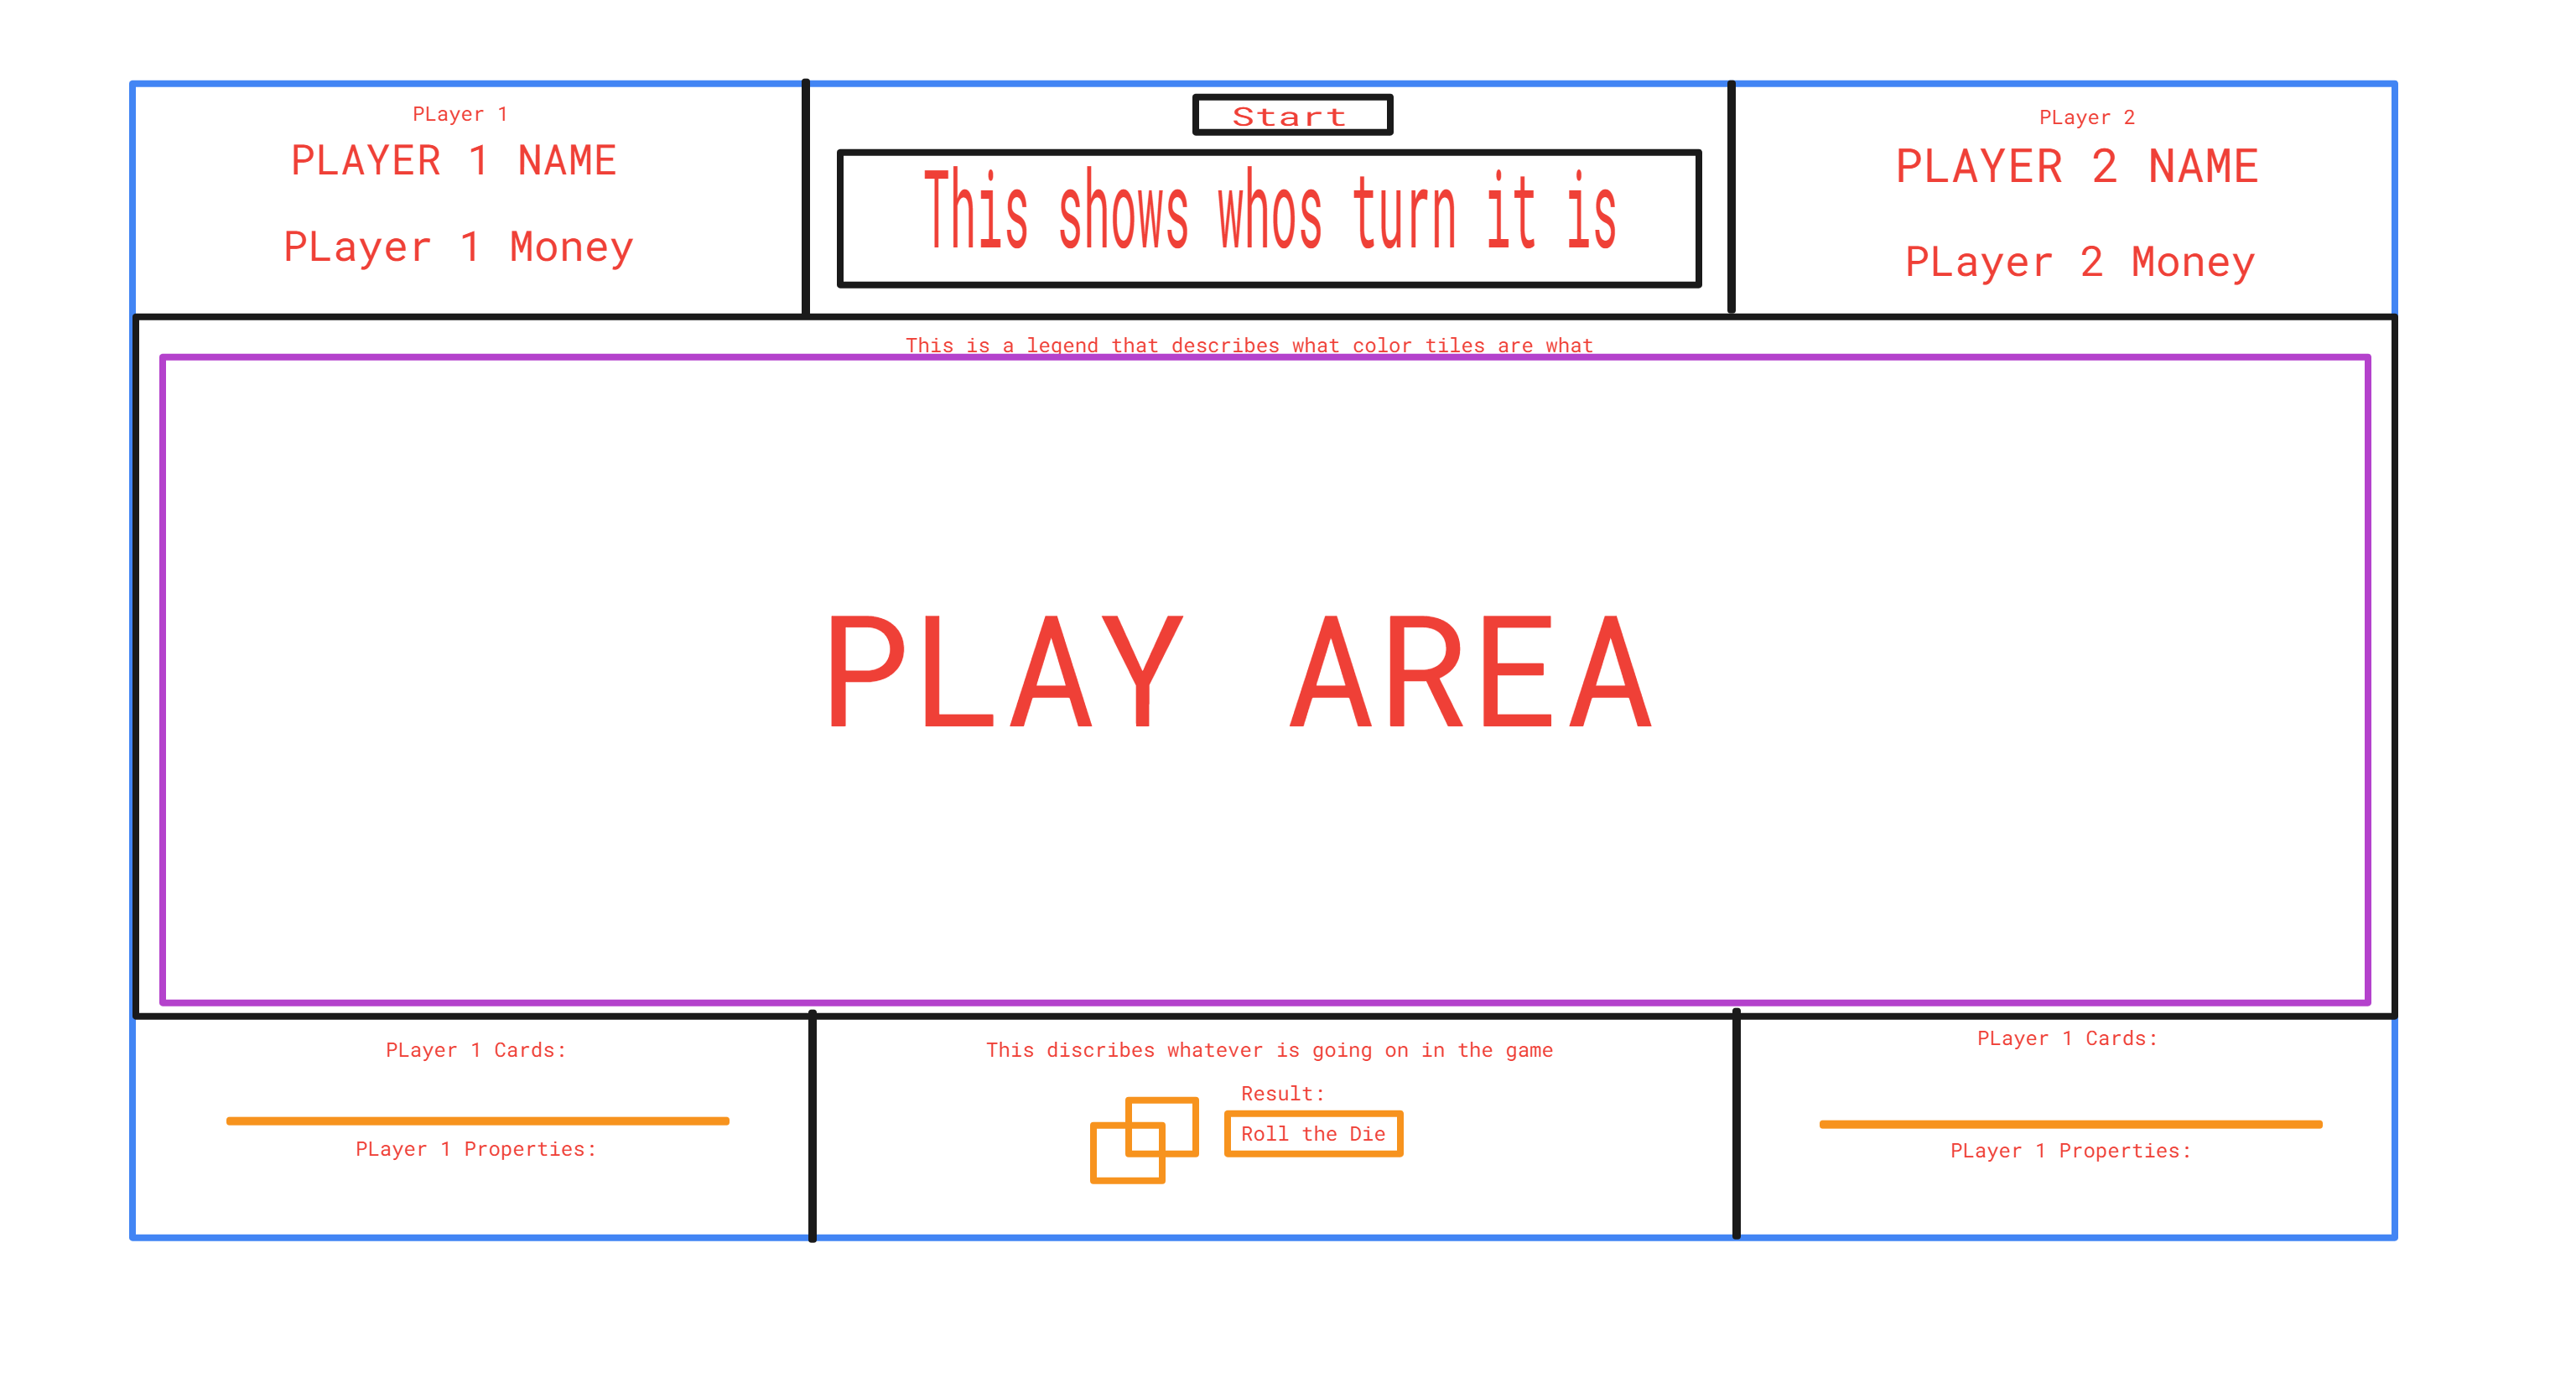 PLayer 1
PLAYER 1 NAME
PLayer 1 Money
Start
This shows whos turn it is
PLayer 2
PLAYER 2 NAME
PLayer 2 Money
This is a legend that describes what color tiles are what
PLAY AREA
PLayer 1 Cards:
PLayer 1 Properties:
This discribes whatever is going on in the game
Result:
Roll the Die
PLayer 1 Cards:
PLayer 1 Properties: